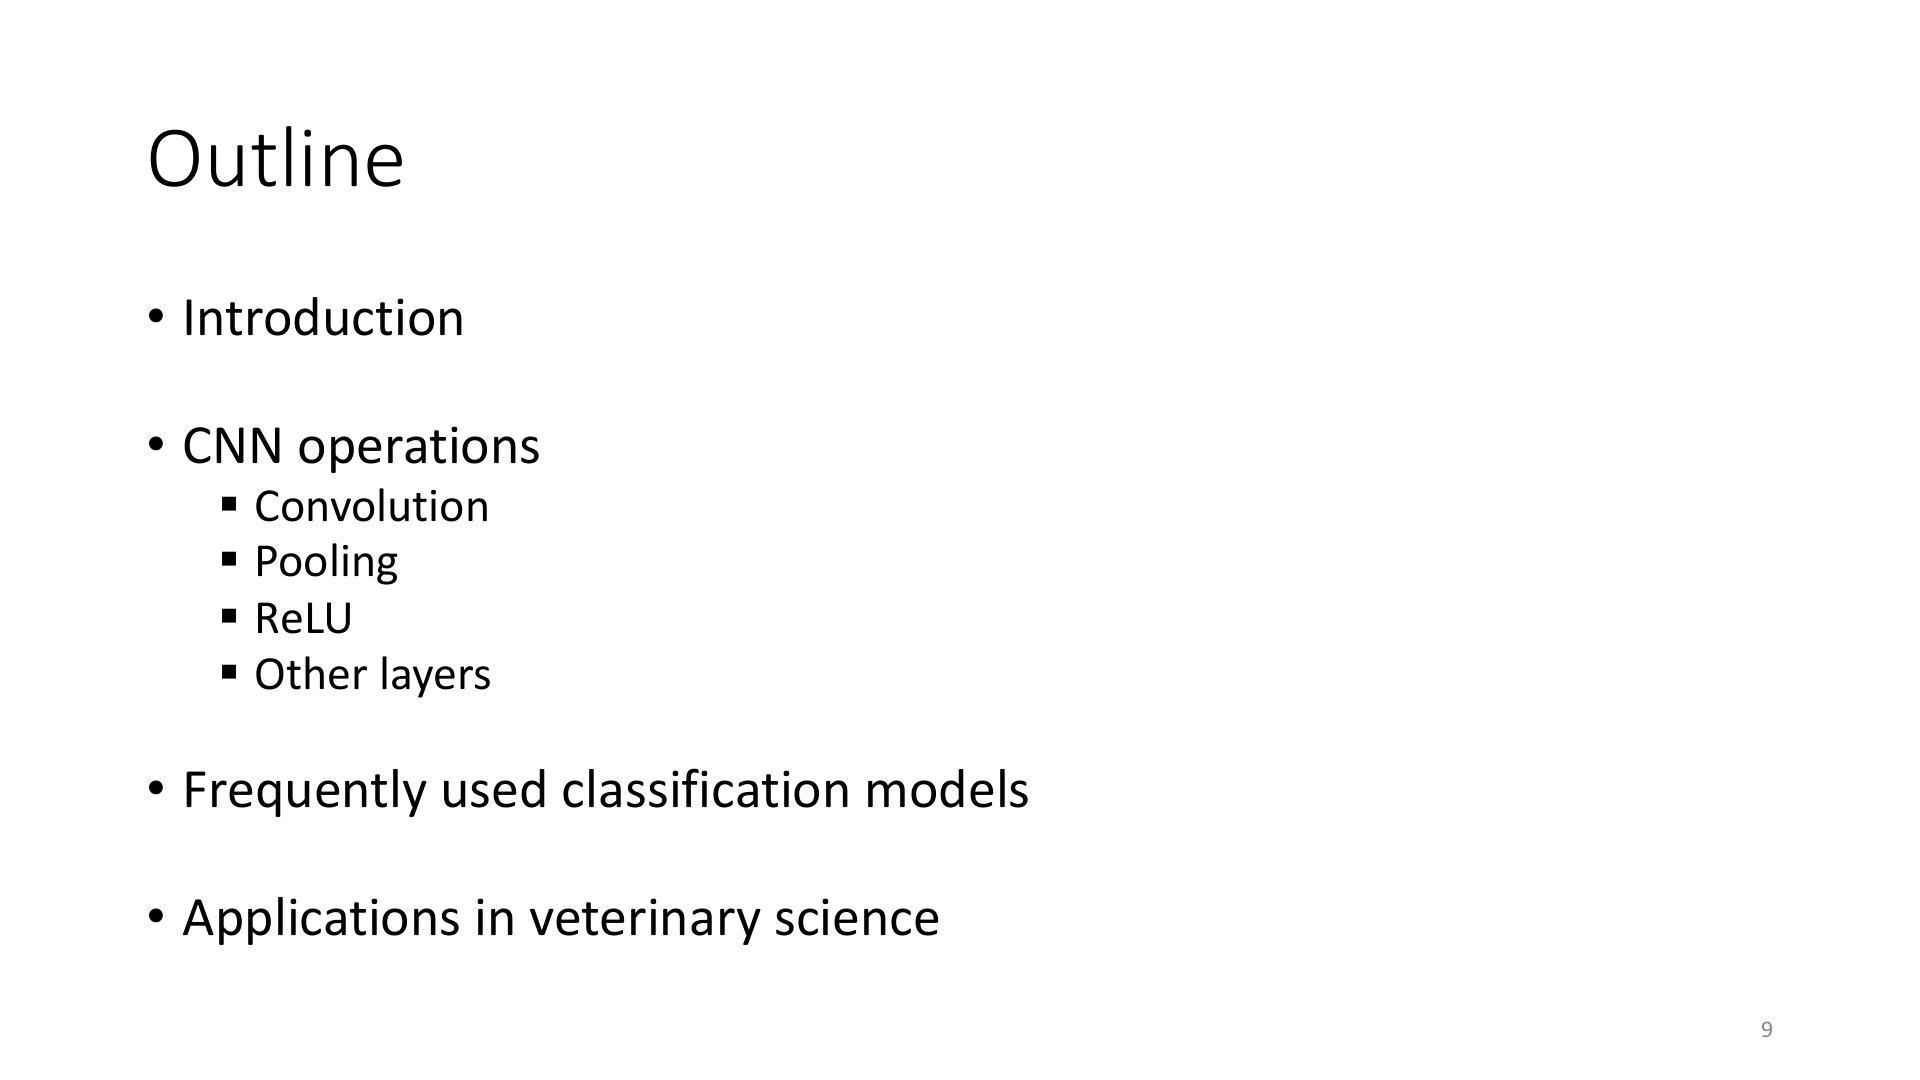 Outline
• Introduction
• CNN operations
▪ Convolution
▪ Pooling
▪ ReLU
▪ Other layers
• Frequently used classification models
• Applications in veterinary science
9